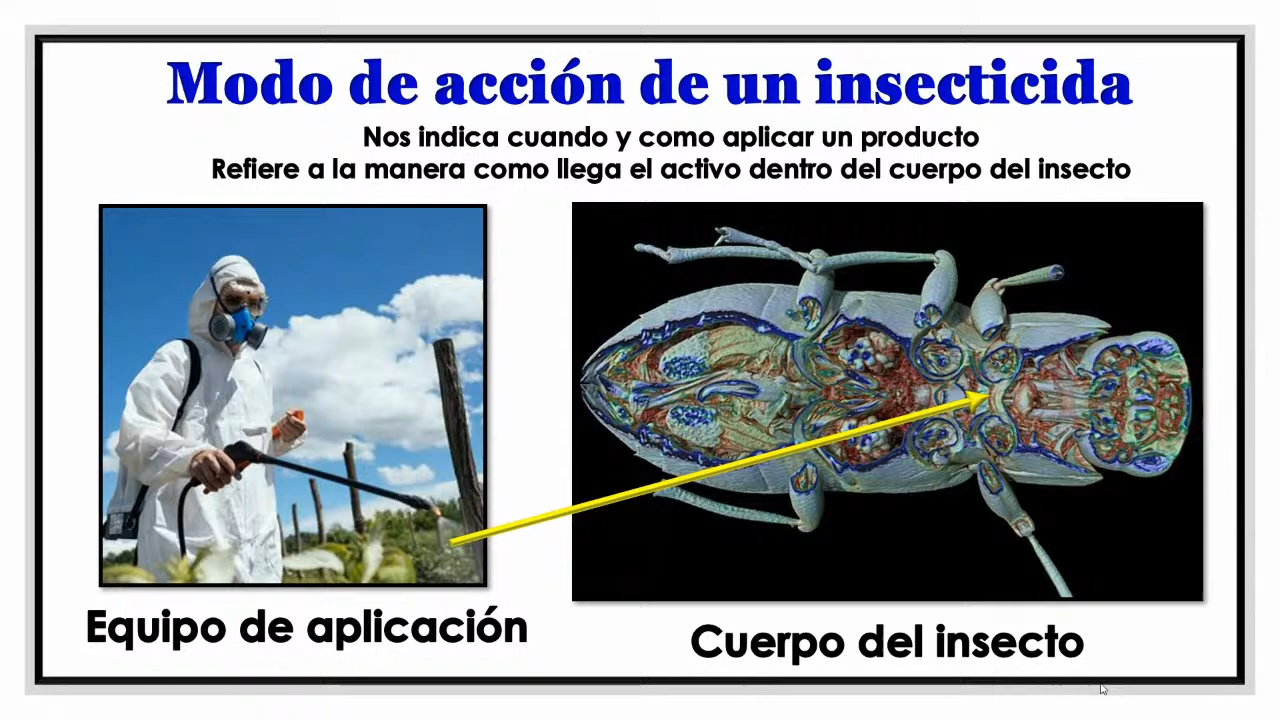 Modo de acción de un insecticida
Nos indica cuando y como aplicar un producto
Refiere a la manera como llega el activo dentro del cuerpo del insecto
Equipo de aplicación
Cuerpo del insecto